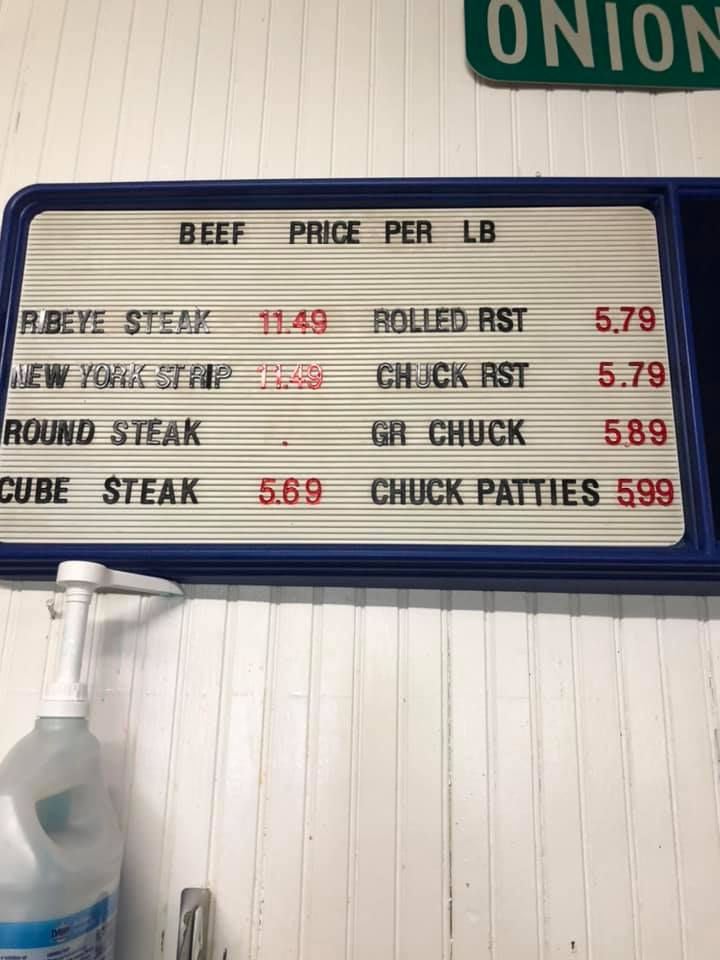 ONION
BEEF PRICE PER LB
RIBEYE STEAK 11.49 ROLLED RST 5.79
NEW YORK STRIP 11.49 CHUCK RST 5.79
ROUND STEAK . GR CHUCK 5.89
CUBE STEAK 5.69 CHUCK PATTIES 5.99